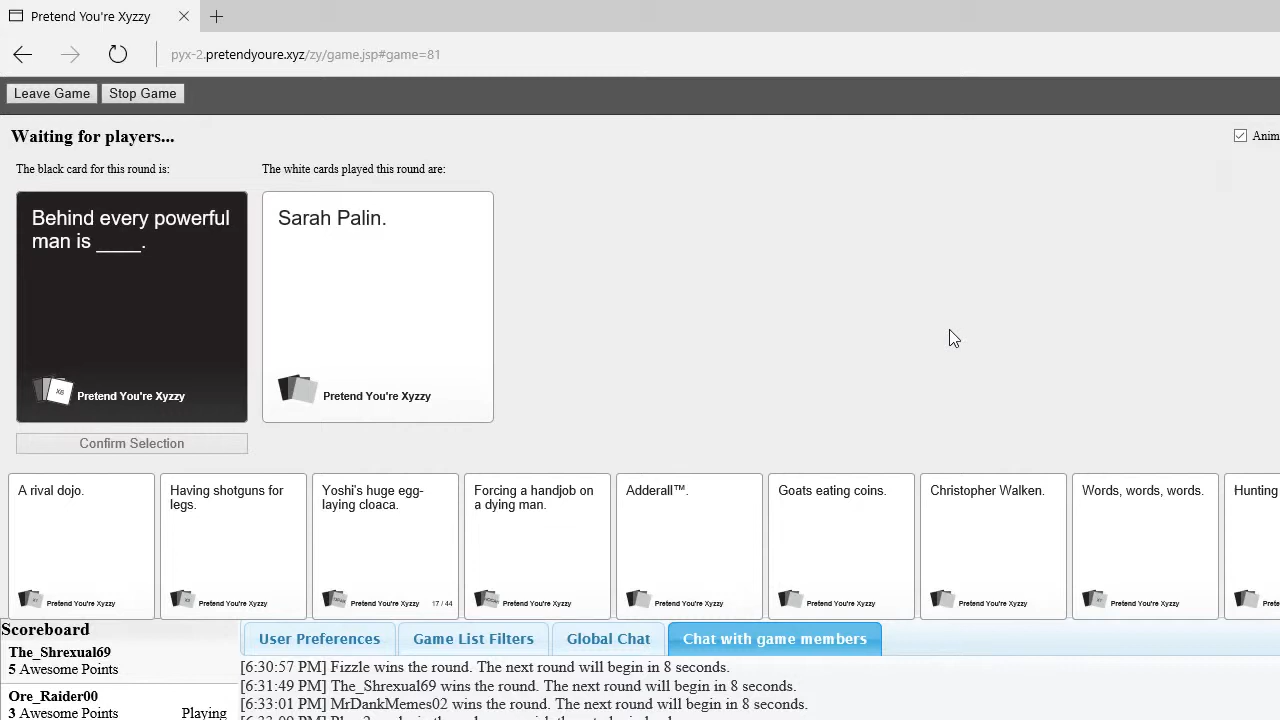 Pretend You're Xyzzy
pyx-2.pretendyoure.xyz/zy/game.jsp#game=81
Leave Game Stop Game
Waiting for players...
Anim
The black card for this round is:
The white cards played this round are:
Behind every powerful
man is ____.
Pretend You're Xyzzy
Sarah Palin.
Pretend You're Xyzzy
Confirm Selection
A rival dojo.
Pretend You're Xyzzy
Having shotguns for
legs.
Pretend You're Xyzzy
Yoshi's huge egg-
laying cloaca.
Pretend You're Xyzzy 17 / 44
Forcing a handjob on
a dying man.
Pretend You're Xyzzy
Adderall™.
Pretend You're Xyzzy
Goats eating coins.
Pretend You're Xyzzy
Christopher Walken.
Pretend You're Xyzzy
Words, words, words.
Pretend You're Xyzzy
Hunting
Pretend Yo
Scoreboard
The_Shrexual69
5 Awesome Points
Ore_Raider00
3 Awesome Points Playing
User Preferences Game List Filters Global Chat Chat with game members
[6:30:57 PM] Fizzle wins the round. The next round will begin in 8 seconds.
[6:31:49 PM] The_Shrexual69 wins the round. The next round will begin in 8 seconds.
[6:33:01 PM] MrDankMemes02 wins the round. The next round will begin in 8 seconds.